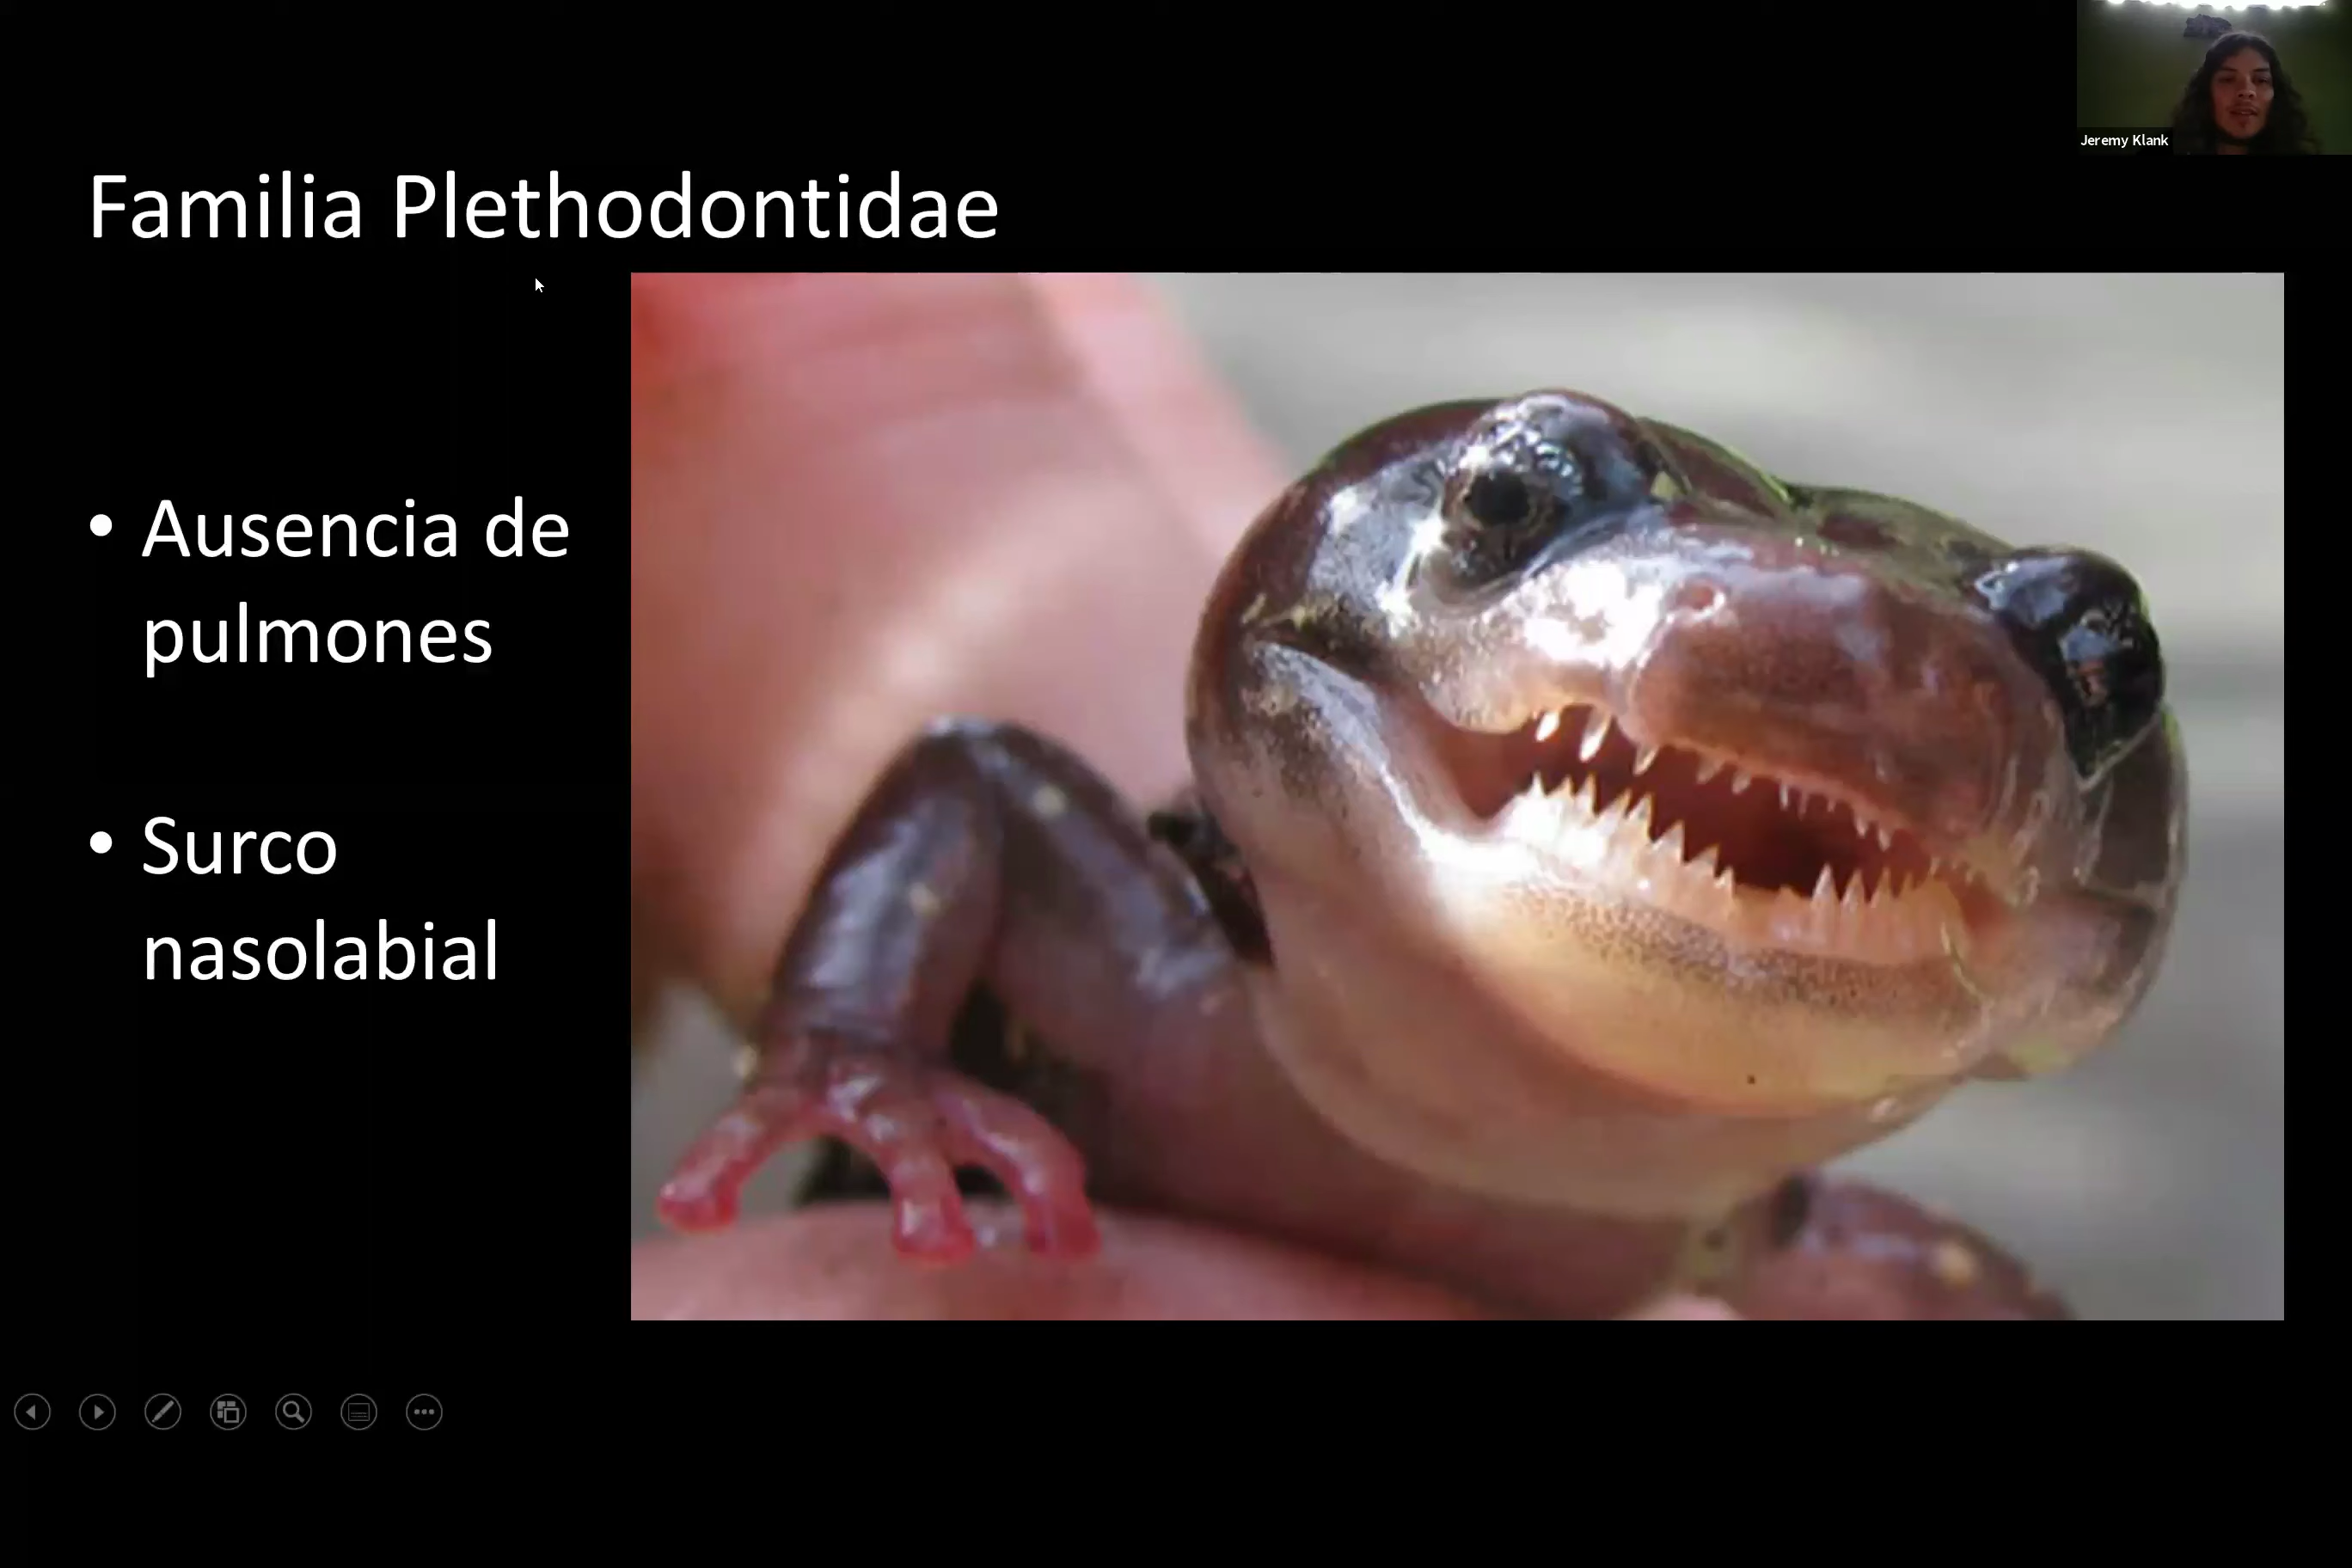 Jeremy Klank
Familia Plethodontidae
• Ausencia de
pulmones
• Surco
nasolabial